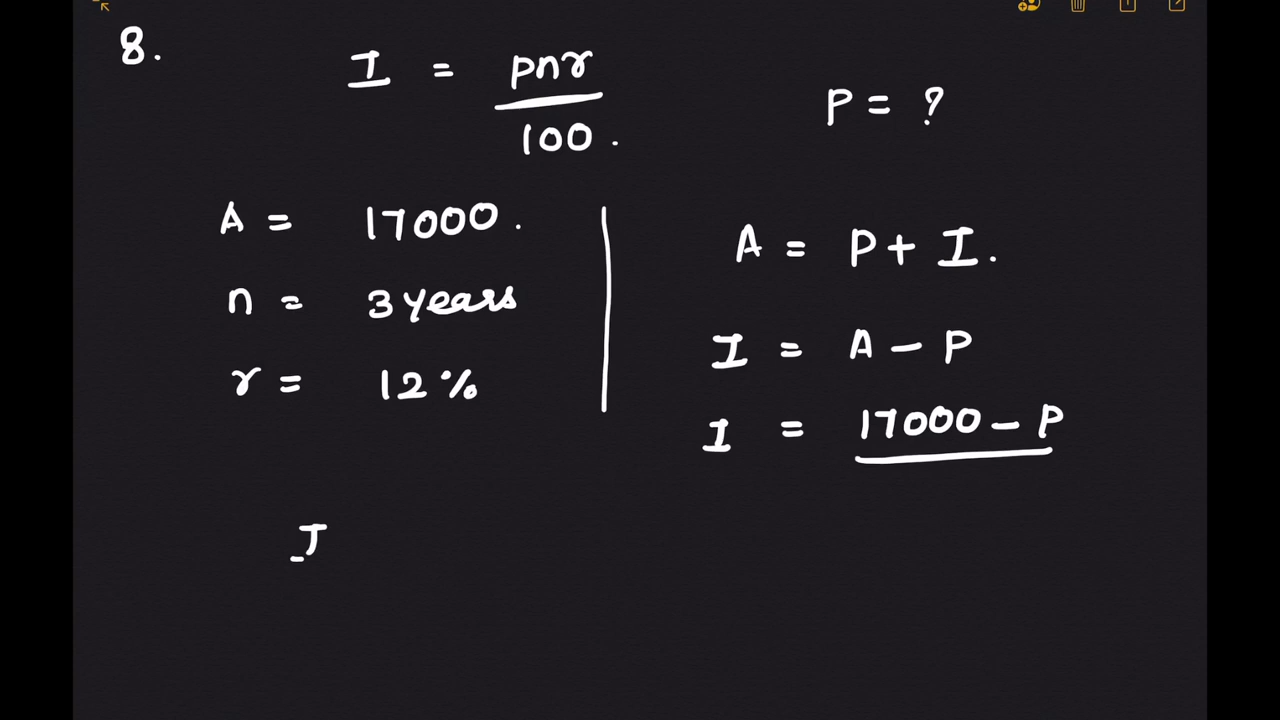 8.
I = pnr
100.
P = ?
A = 17000.
n = 3 years
r = 12%
A = P + I.
I = A - P
I = 17000 - P
I